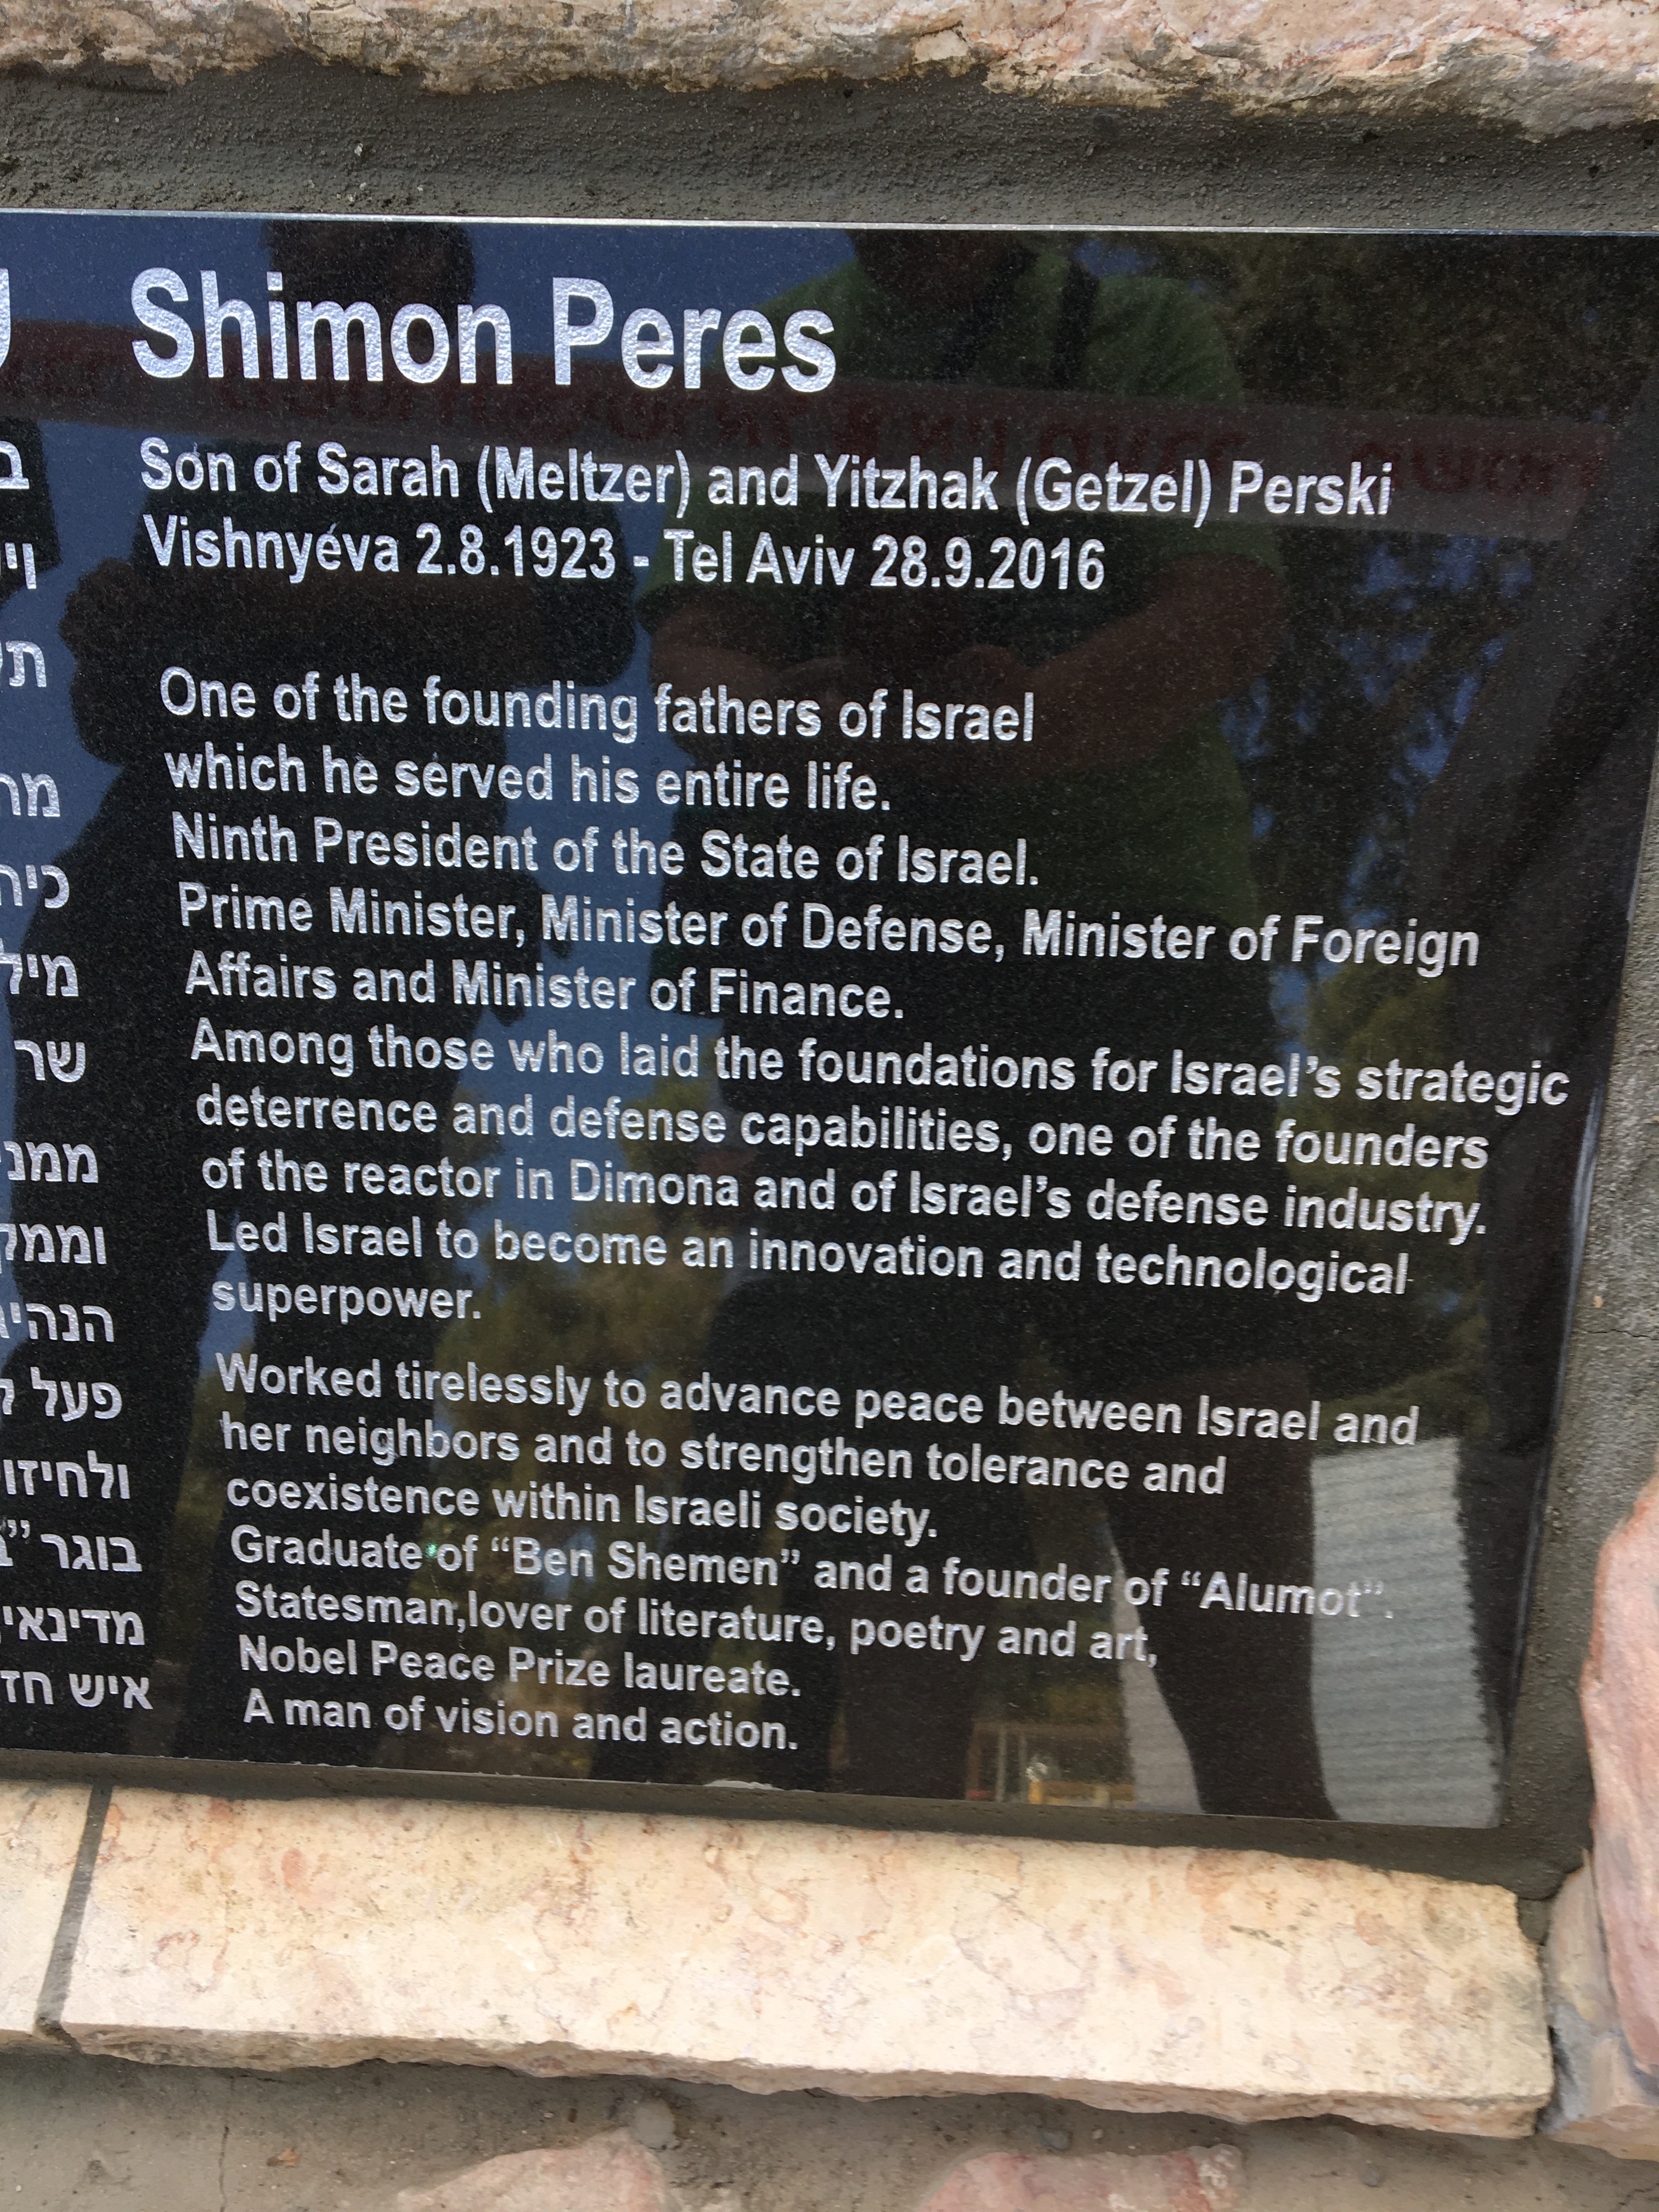 Shimon Peres
Son of Sarah (Meltzer) and Yitzhak (Getzel) Perski
Vishnyéva 2.8.1923 - Tel Aviv 28.9.2016
One of the founding fathers of Israel
which he served his entire life.
Ninth President of the State of Israel.
Prime Minister, Minister of Defense, Minister of Foreign
Affairs and Minister of Finance.
Among those who laid the foundations for Israel's strategic
deterrence and defense capabilities, one of the founders
of the reactor in Dimona and of Israel's defense industry.
Led Israel to become an innovation and technological
superpower.
Worked tirelessly to advance peace between Israel and
her neighbors and to strengthen tolerance and
coexistence within Israeli society.
Graduate of “Ben Shemen” and a founder of “Alumot”.
Statesman,lover of literature, poetry and art,
Nobel Peace Prize laureate.
A man of vision and action.
שר
פעל
בוגר
איש